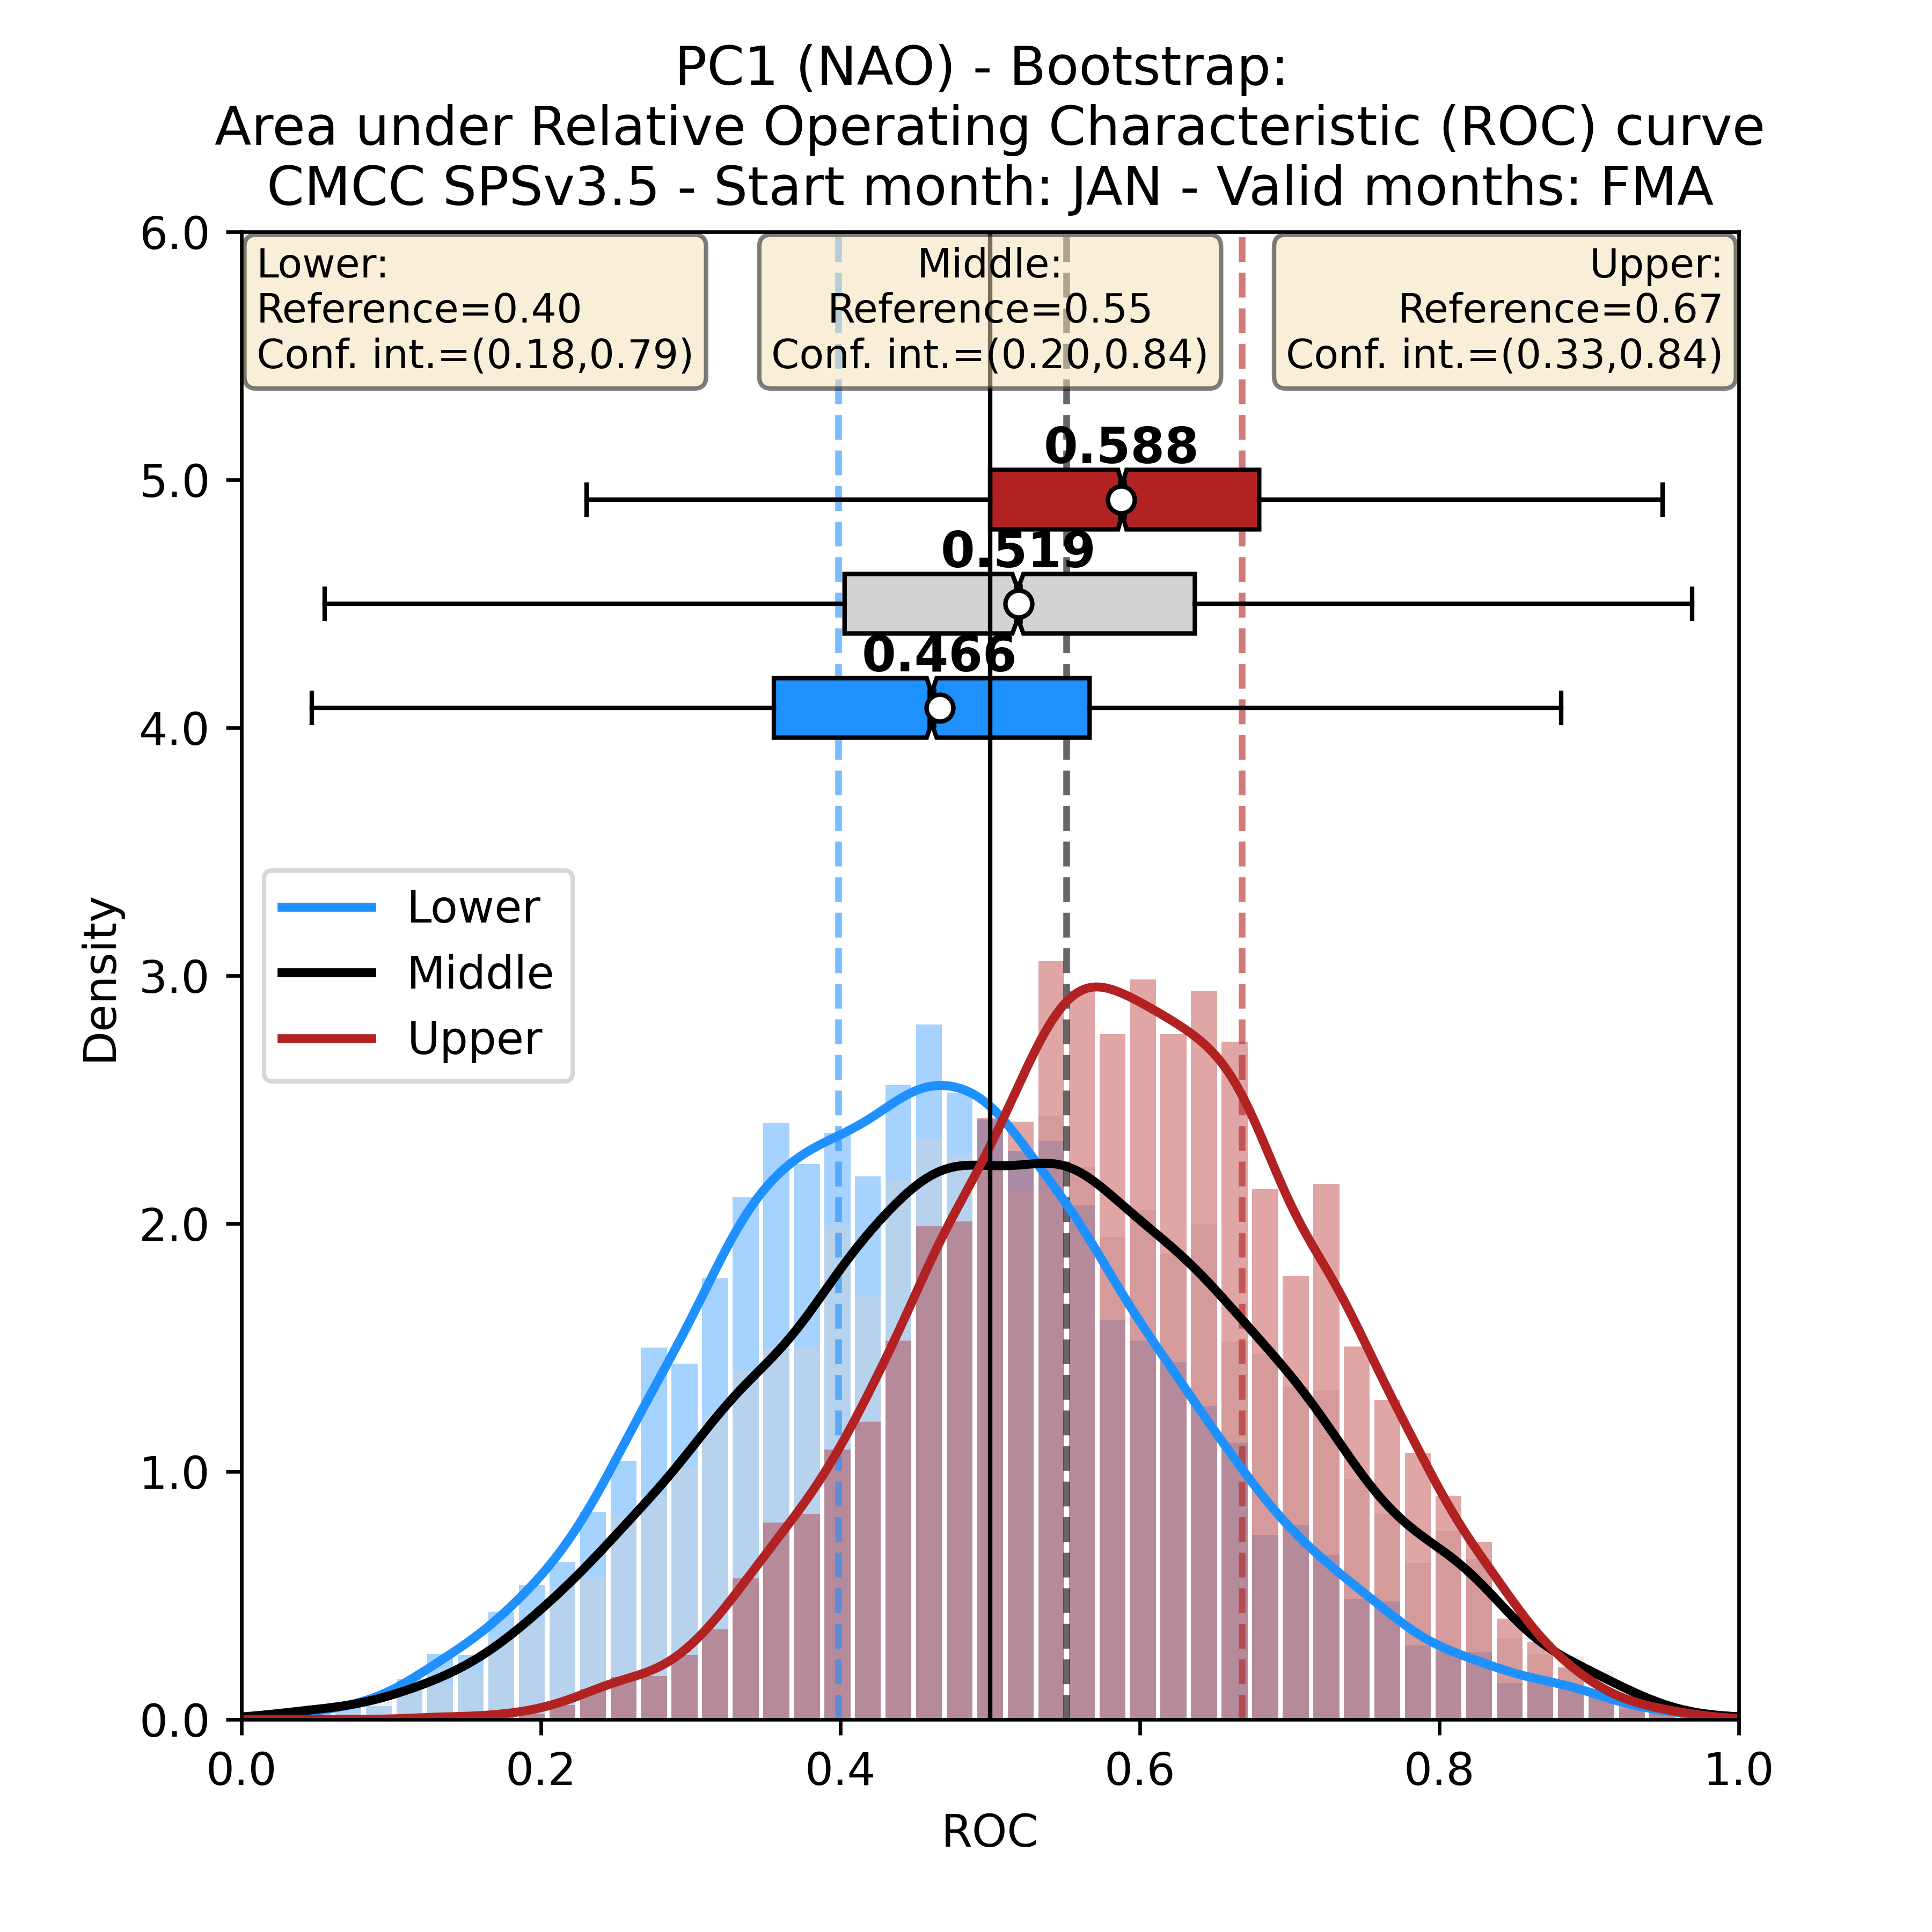 PC1 (NAO) - Bootstrap:
Area under Relative Operating Characteristic (ROC) curve
CMCC SPSv3.5 - Start month: JAN - Valid months: FMA
6.0
Lower:
Reference=0.40
Conf. int.=(0.18,0.79)
Middle:
Reference=0.55
Conf. int.=(0.20,0.84)
Upper:
Reference=0.67
Conf. int.=(0.33,0.84)
0.588
5.0
0.519
0.466
4.0
Lower
Middle
Upper
Density
3.0
2.0
1.0
0.0
0.0 0.2 0.4 0.6 0.8 1.0
ROC